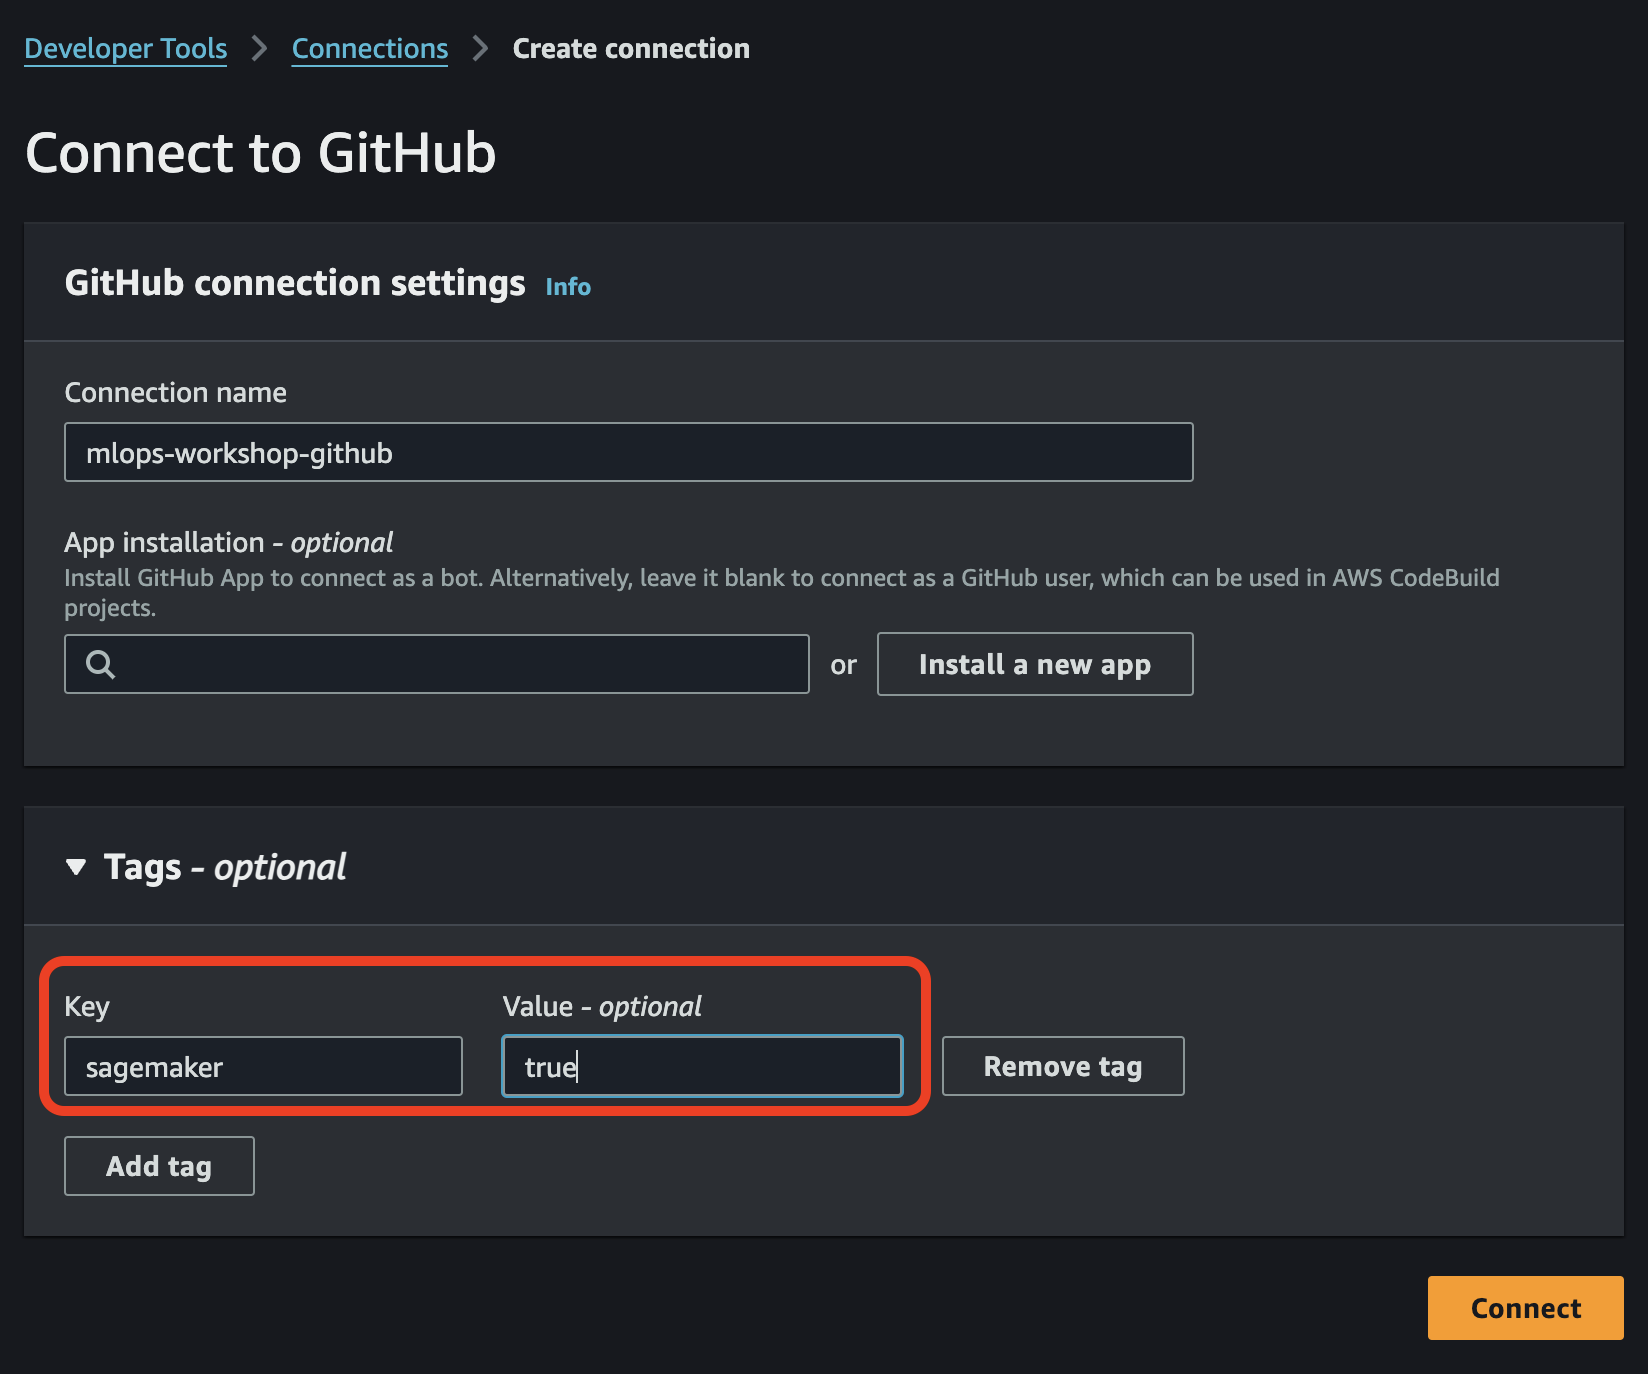 Developer Tools > Connections > Create connection
Connect to GitHub
GitHub connection settings Info
Connection name
mlops-workshop-github
App installation - optional
Install GitHub App to connect as a bot. Alternatively, leave it blank to connect as a GitHub user, which can be used in AWS CodeBuild
projects.
or Install a new app
Tags - optional
Key Value - optional
sagemaker true Remove tag
Add tag
Connect